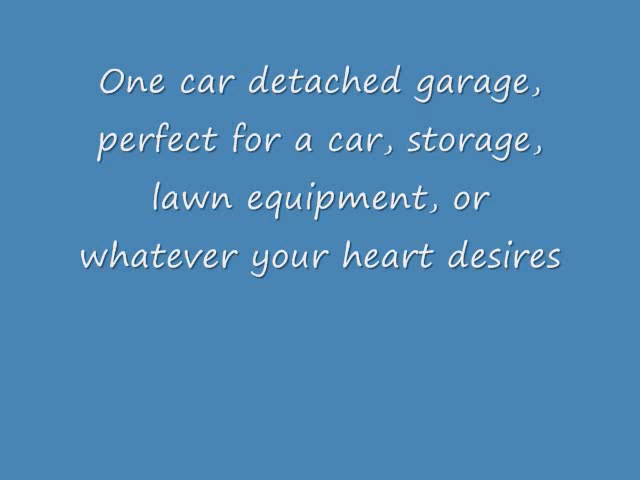 One car detached garage,
perfect for a car, storage,
lawn equipment, or
whatever your heart desires